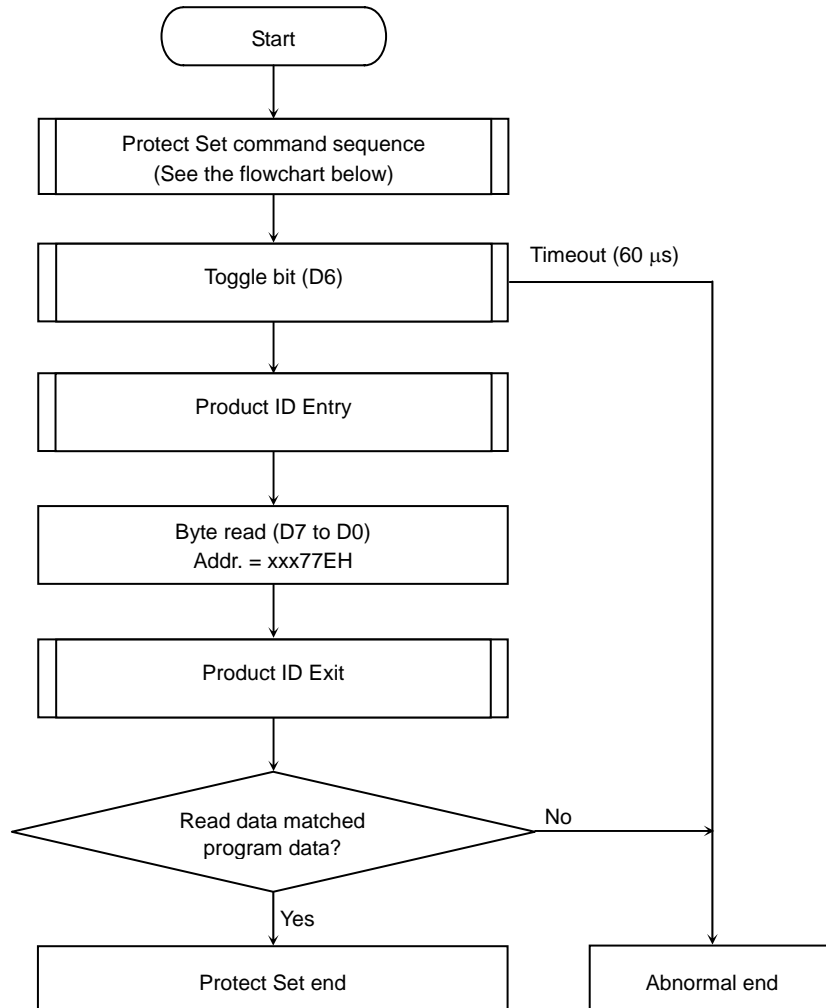 Start
Protect Set command sequence
(See the flowchart below)
Timeout (60 μs)
Toggle bit (D6)
Product ID Entry
Byte read (D7 to D0)
Addr. = xxx77EH
Product ID Exit
Read data matched
program data?
No
Yes
Protect Set end
Abnormal end